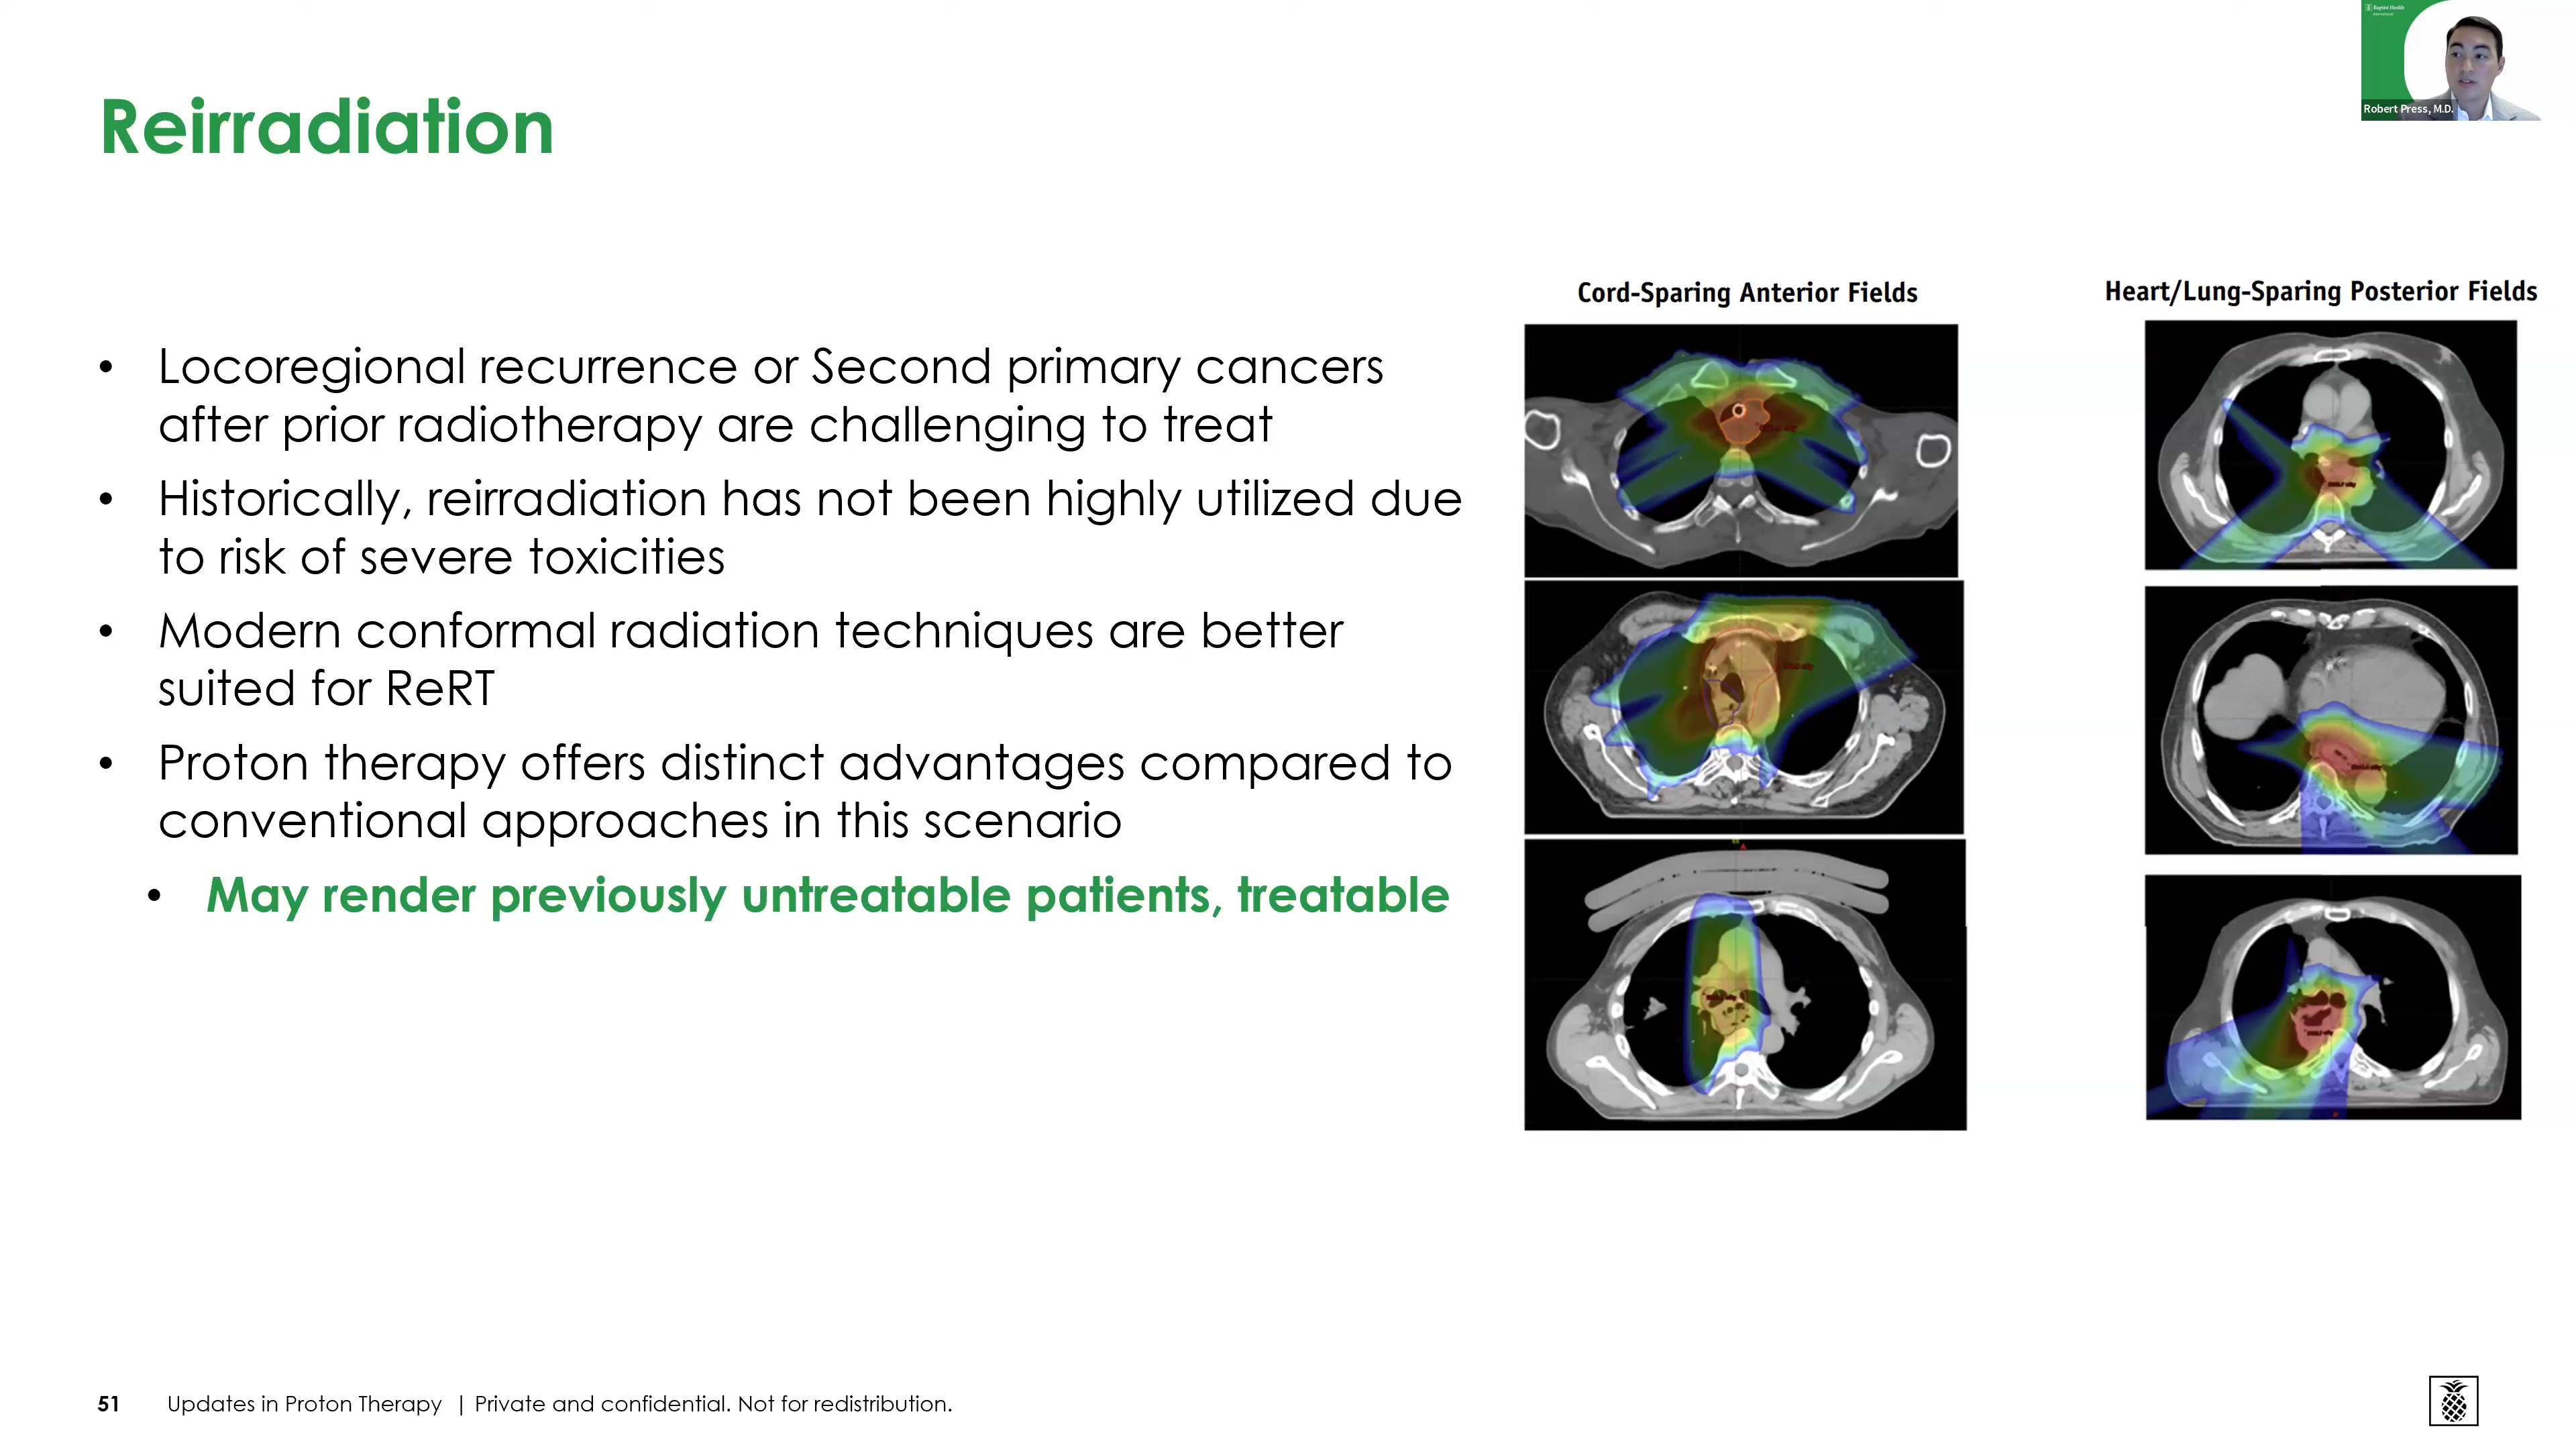 Baptist Health
International
Robert Press, M.D.
Reirradiation
• Locoregional recurrence or Second primary cancers
after prior radiotherapy are challenging to treat
• Historically, reirradiation has not been highly utilized due
to risk of severe toxicities
• Modern conformal radiation techniques are better
suited for ReRT
• Proton therapy offers distinct advantages compared to
conventional approaches in this scenario
• May render previously untreatable patients, treatable
Cord-Sparing Anterior Fields
A
Heart/Lung-Sparing Posterior Fields
P
51 Updates in Proton Therapy | Private and confidential. Not for redistribution.